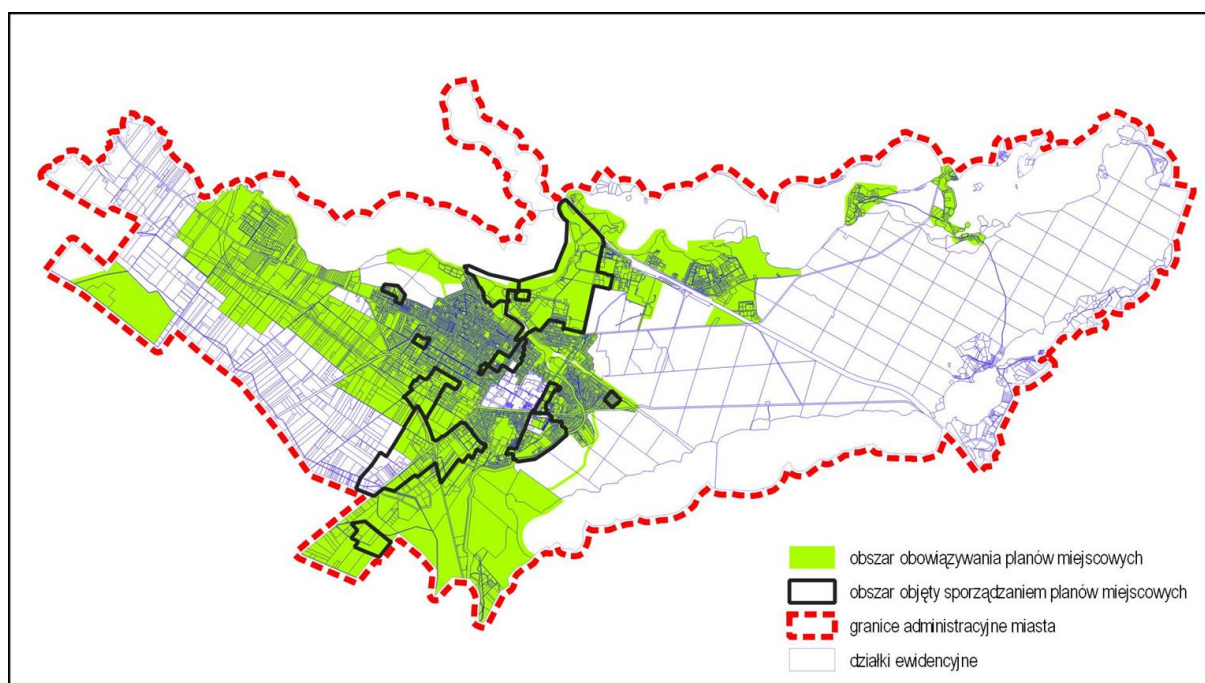 obszar obowiązywania planów miejscowych
obszar objęty sporządzaniem planów miejscowych
granice administracyjne miasta
działki ewidencyjne